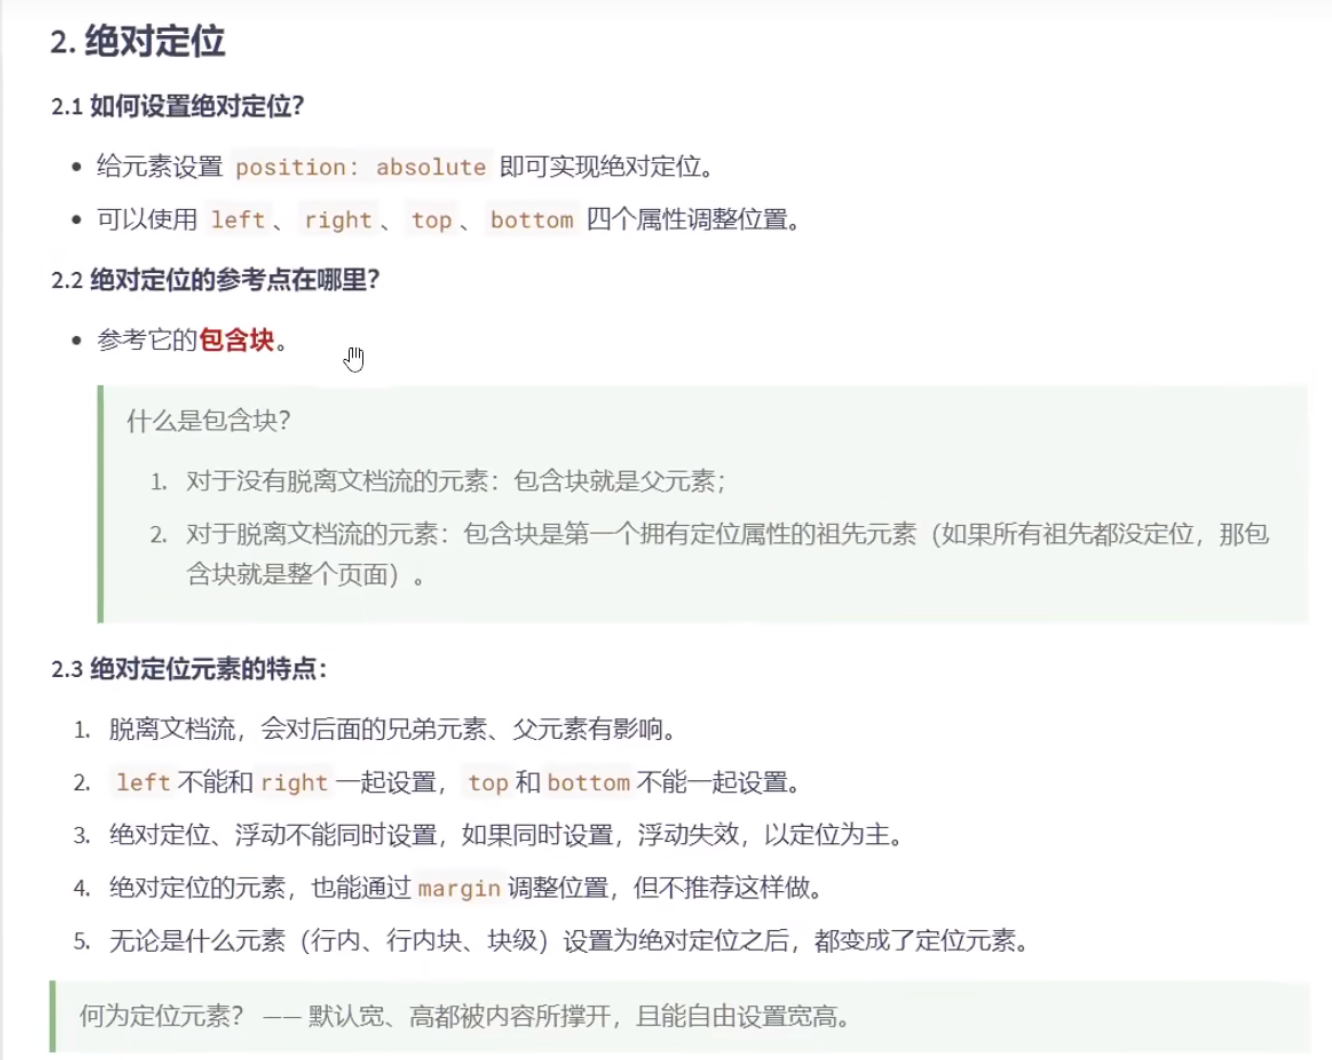 2. 绝对定位
2.1 如何设置绝对定位？
• 给元素设置 position: absolute 即可实现绝对定位。
• 可以使用 left 、 right 、 top 、 bottom 四个属性调整位置。
2.2 绝对定位的参考点在哪里？
• 参考它的包含块。
什么是包含块？
1. 对于没有脱离文档流的元素：包含块就是父元素；
2. 对于脱离文档流的元素：包含块是第一个拥有定位属性的祖先元素（如果所有祖先都没定位，那包
含块就是整个页面）。
2.3 绝对定位元素的特点：
1. 脱离文档流，会对后面的兄弟元素、父元素有影响。
2. left 不能和 right 一起设置， top 和 bottom 不能一起设置。
3. 绝对定位、浮动不能同时设置，如果同时设置，浮动失效，以定位为主。
4. 绝对定位的元素，也能通过 margin 调整位置，但不推荐这样做。
5. 无论是什么元素（行内、行内块、块级）设置为绝对定位之后，都变成了定位元素。
何为定位元素？ —— 默认宽、高都被内容所撑开，且能自由设置宽高。